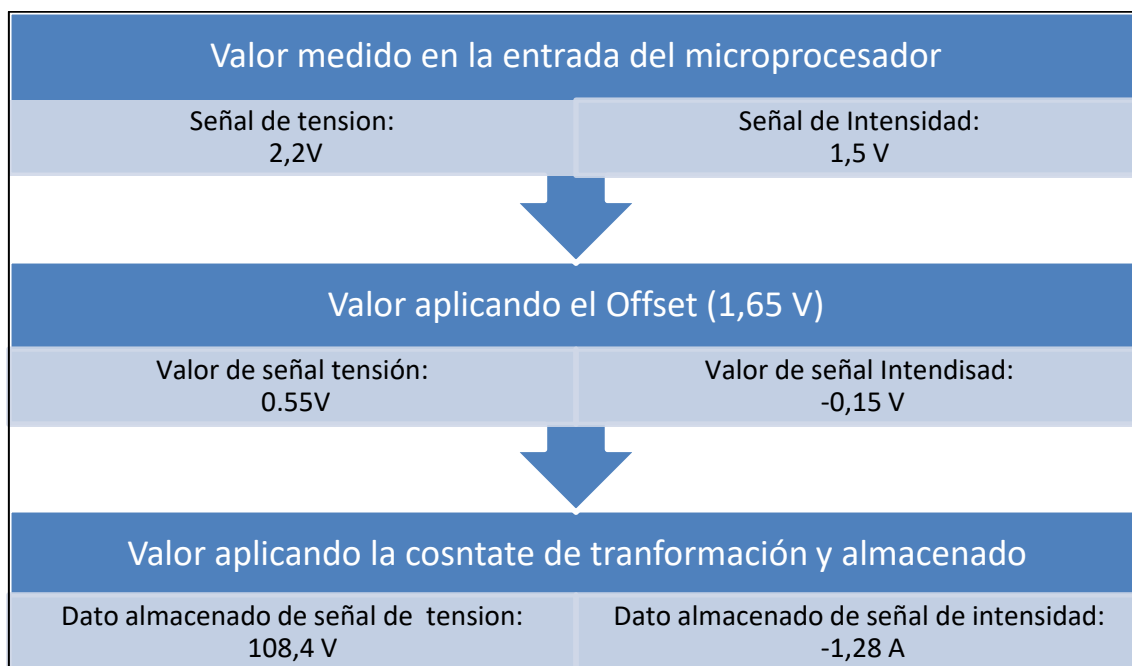 Valor medido en la entrada del microprocesador
Señal de tension:
2,2V
Señal de Intensidad:
1,5 V
Valor aplicando el Offset (1,65 V)
Valor de señal tensión:
0.55V
Valor de señal Intendisad:
-0,15 V
Valor aplicando la cosntate de tranformación y almacenado
Dato almacenado de señal de  tension:
108,4 V
Dato almacenado de señal de intensidad:
-1,28 A